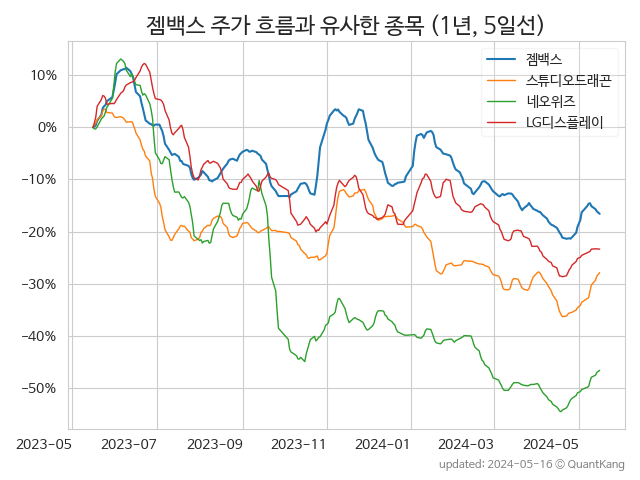 젬백스 주가 흐름과 유사한 종목 (1년, 5일선)
젬백스
스튜디오드래곤
네오위즈
LG디스플레이
10%
0%
−10%
−20%
−30%
−40%
−50%
2023−05
2023−07
2023−09
2023−11
2024−01
2024−03
2024−05
updated: 2024-05-16 © QuantKang